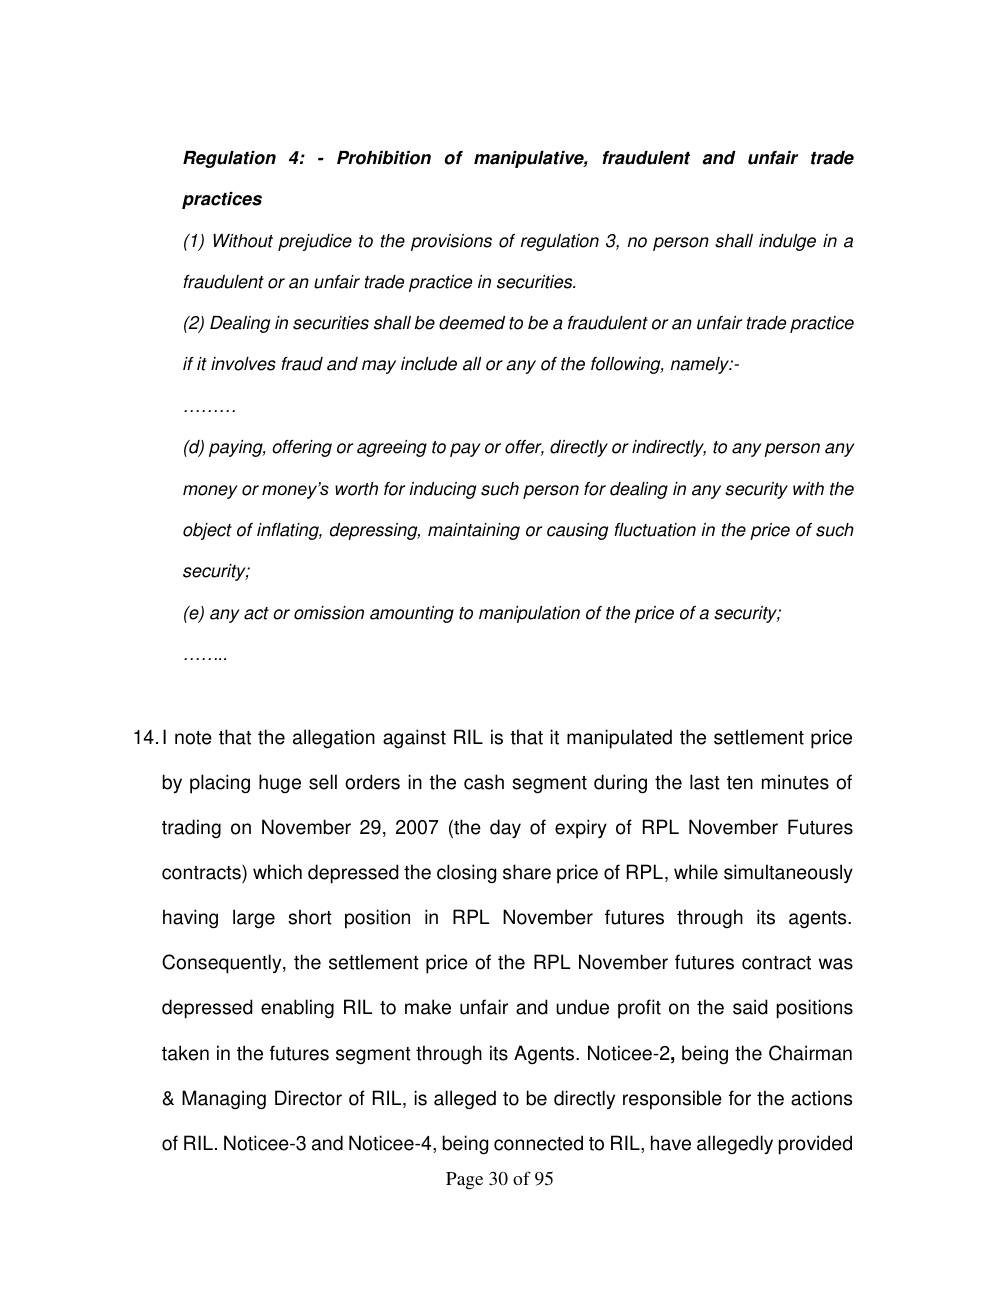 Regulation 4: - Prohibition of manipulative, fraudulent and unfair trade
practices
(1) Without prejudice to the provisions of regulation 3, no person shall indulge in a
fraudulent or an unfair trade practice in securities.
(2) Dealing in securities shall be deemed to be a fraudulent or an unfair trade practice
if it involves fraud and may include all or any of the following, namely:-
………
(d) paying, offering or agreeing to pay or offer, directly or indirectly, to any person any
money or money’s worth for inducing such person for dealing in any security with the
object of inflating, depressing, maintaining or causing fluctuation in the price of such
security;
(e) any act or omission amounting to manipulation of the price of a security;
……..
14. I note that the allegation against RIL is that it manipulated the settlement price
by placing huge sell orders in the cash segment during the last ten minutes of
trading on November 29, 2007 (the day of expiry of RPL November Futures
contracts) which depressed the closing share price of RPL, while simultaneously
having large short position in RPL November futures through its agents.
Consequently, the settlement price of the RPL November futures contract was
depressed enabling RIL to make unfair and undue profit on the said positions
taken in the futures segment through its Agents. Noticee-2, being the Chairman
& Managing Director of RIL, is alleged to be directly responsible for the actions
of RIL. Noticee-3 and Noticee-4, being connected to RIL, have allegedly provided
Page 30 of 95